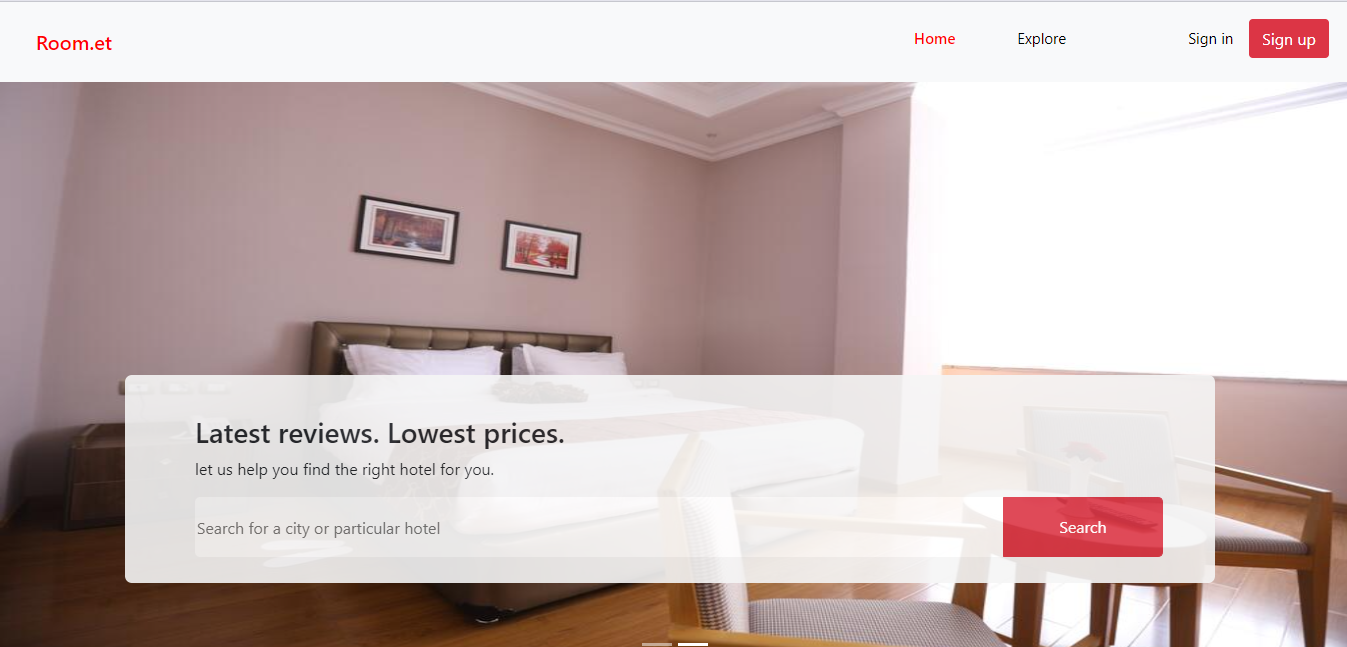 Room.et
Home
Explore
Sign in
Sign up
Latest reviews. Lowest prices.
let us help you find the right hotel for you.
Search for a city or particular hotel
Search